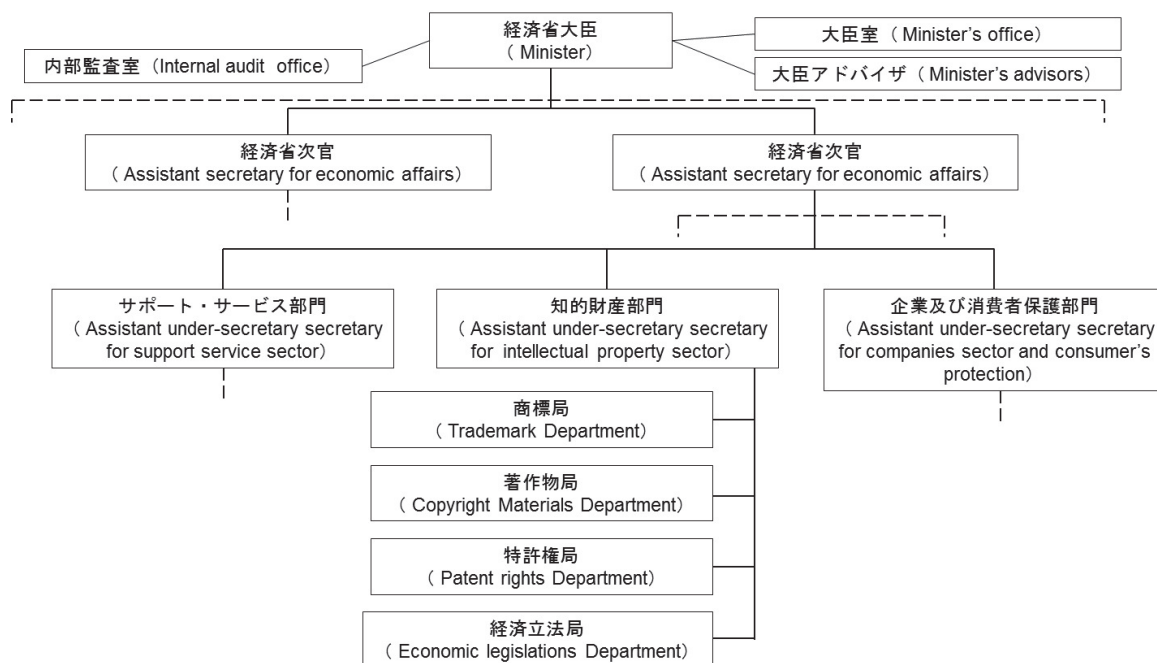 経済省大臣
（ Minister）
大臣室（ Minister’s office）
内部監査室（Internal audit office）
大臣アドバイザ（ Minister’s advisors）
経済省次官
（ Assistant secretary for economic affairs）
経済省次官
（ Assistant secretary for economic affairs）
サポート・サービス部門
（ Assistant under-secretary secretary
for support service sector）
知的財産部門
（ Assistant under-secretary secretary
for intellectual property sector）
企業及び消費者保護部門
（ Assistant under-secretary secretary
for companies sector and consumer’s
protection）
商標局
（ Trademark Department）
著作物局
（ Copyright Materials Department）
特許権局
（ Patent rights Department）
経済立法局
（ Economic legislations Department）